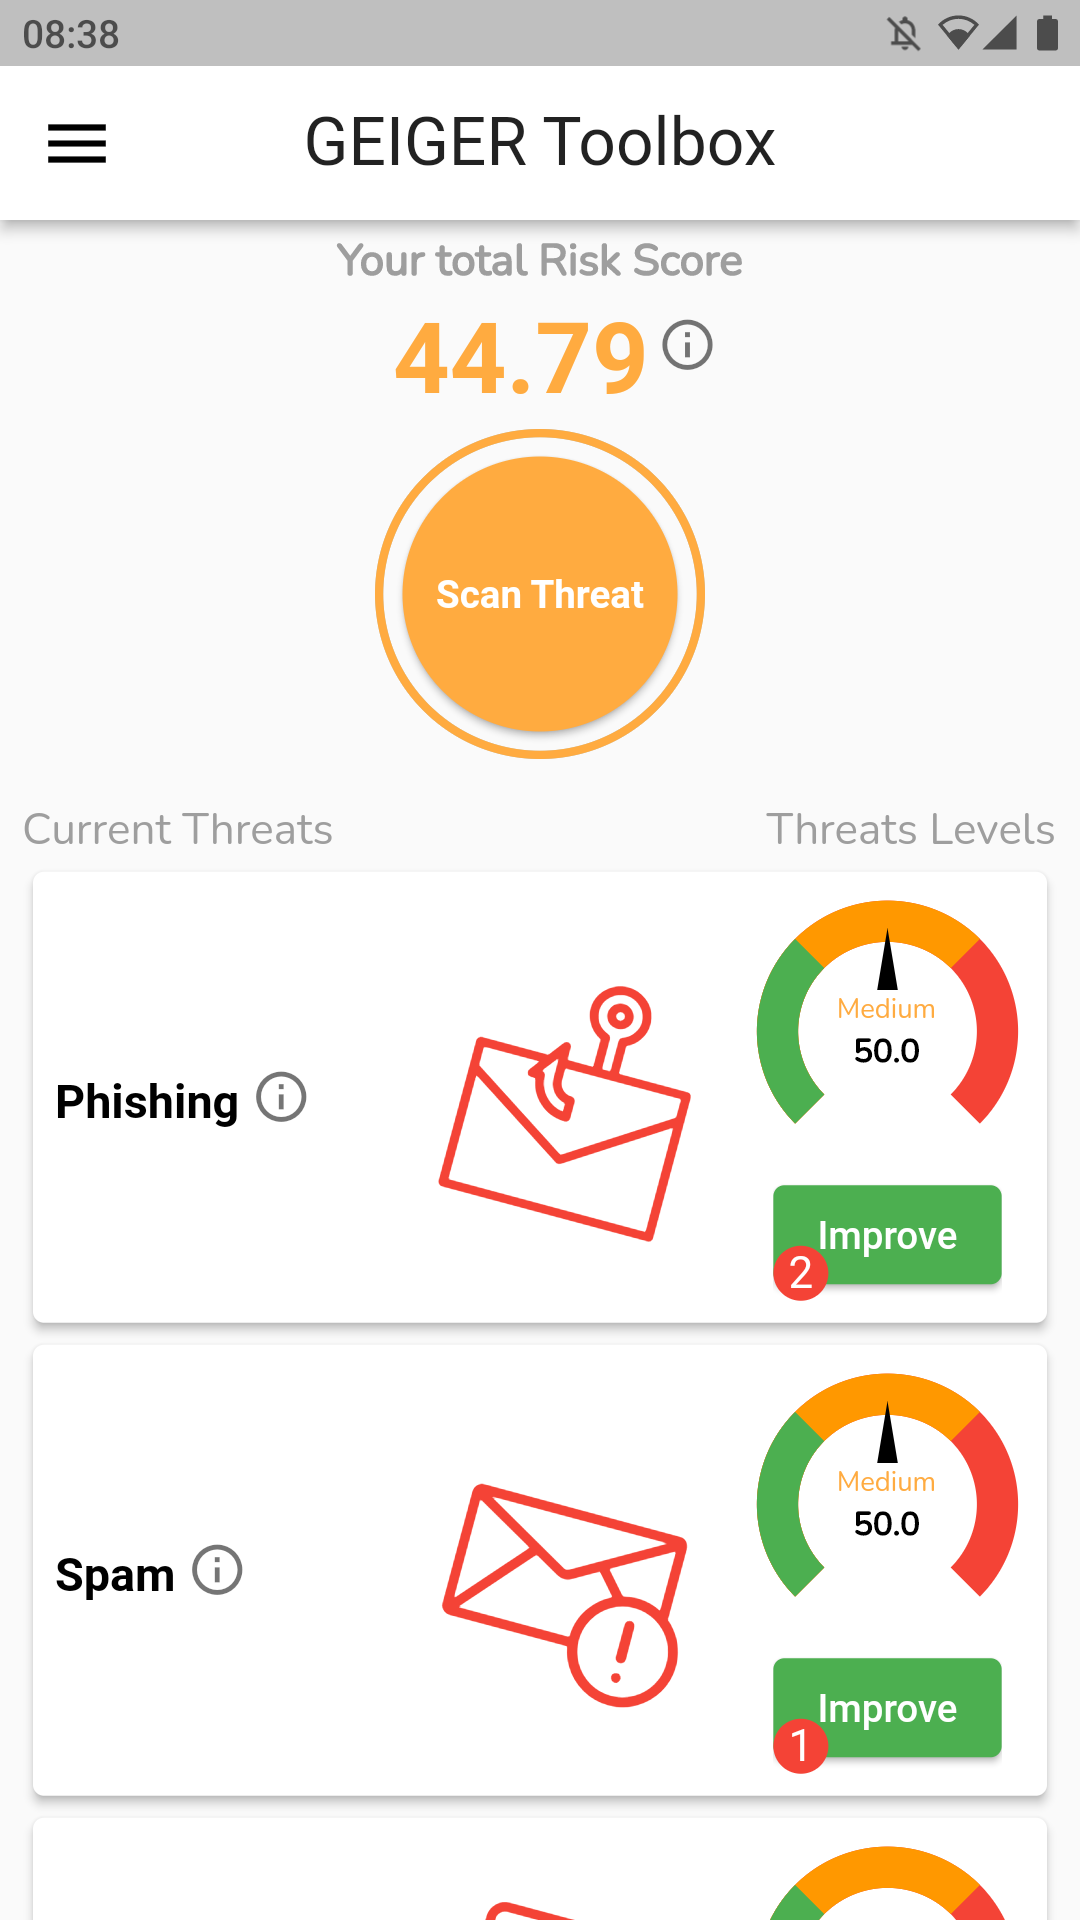 08:38
GEIGER Toolbox
Your total Risk Score
44.79
Scan Threat
Current Threats
Threats Levels
Medium
50.0
Phishing
Improve
2
Medium
50.0
Spam
Improve
1